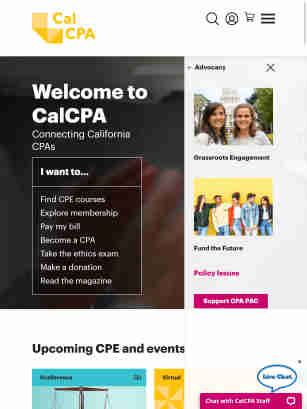 Cal
CPA
← Advocacy
Welcome to
CalCPA
Connecting California
CPAs
I want to...
Find CPE courses
Explore membership
Pay my bill
Become a CPA
Take the ethics exam
Make a donation
Read the magazine
Grassroots Engagement
Fund the Future
Policy Issues
Support CPA PAC
Upcoming CPE and events
Conference
Virtual
Live Chat
Chat with CalCPA Staff